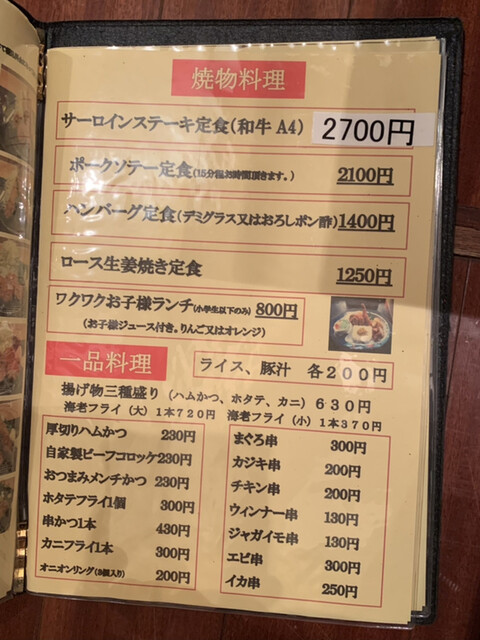 焼物料理
サーロインステーキ定食(和牛 A4) 2700円
ポークソテー定食(15分程お時間頂きます。) 2100円
ハンバーグ定食(デミグラス又はおろしポン酢) 1400円
ロース生姜焼き定食 1250円
ワクワクお子様ランチ(小学生以下のみ) 800円
(お子様ジュース付き。りんご又はオレンジ)
一品料理
ライス、豚汁 各200円
揚げ物三種盛り(ハムかつ、ホタテ、カニ)630円
海老フライ(大)1本720円 海老フライ(小)1本370円
厚切りハムかつ 230円
自家製ビーフコロッケ230円
おつまみメンチかつ 230円
ホタテフライ1個 300円
串かつ1本 430円
カニフライ1本 300円
オニオンリング(3個入り) 200円
まぐろ串 300円
カジキ串 200円
チキン串 200円
ウィンナー串 130円
ジャガイモ串 130円
エビ串 300円
イカ串 250円